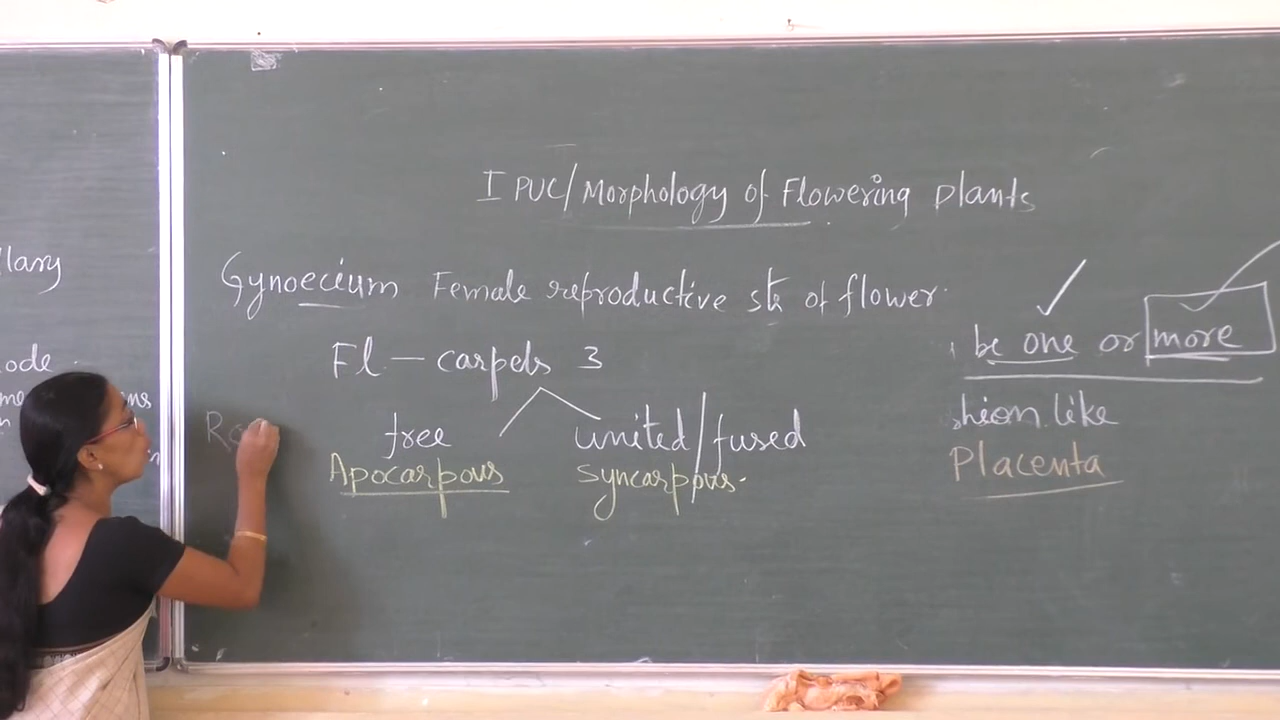 I PUC/Morphology of Flowering Plants
Gynoecium Female reproductive str of flower.
Fl — carpels 3
free united/fused
Apocarpous syncarpous.
be one or more
like
Placenta
llary
ode.